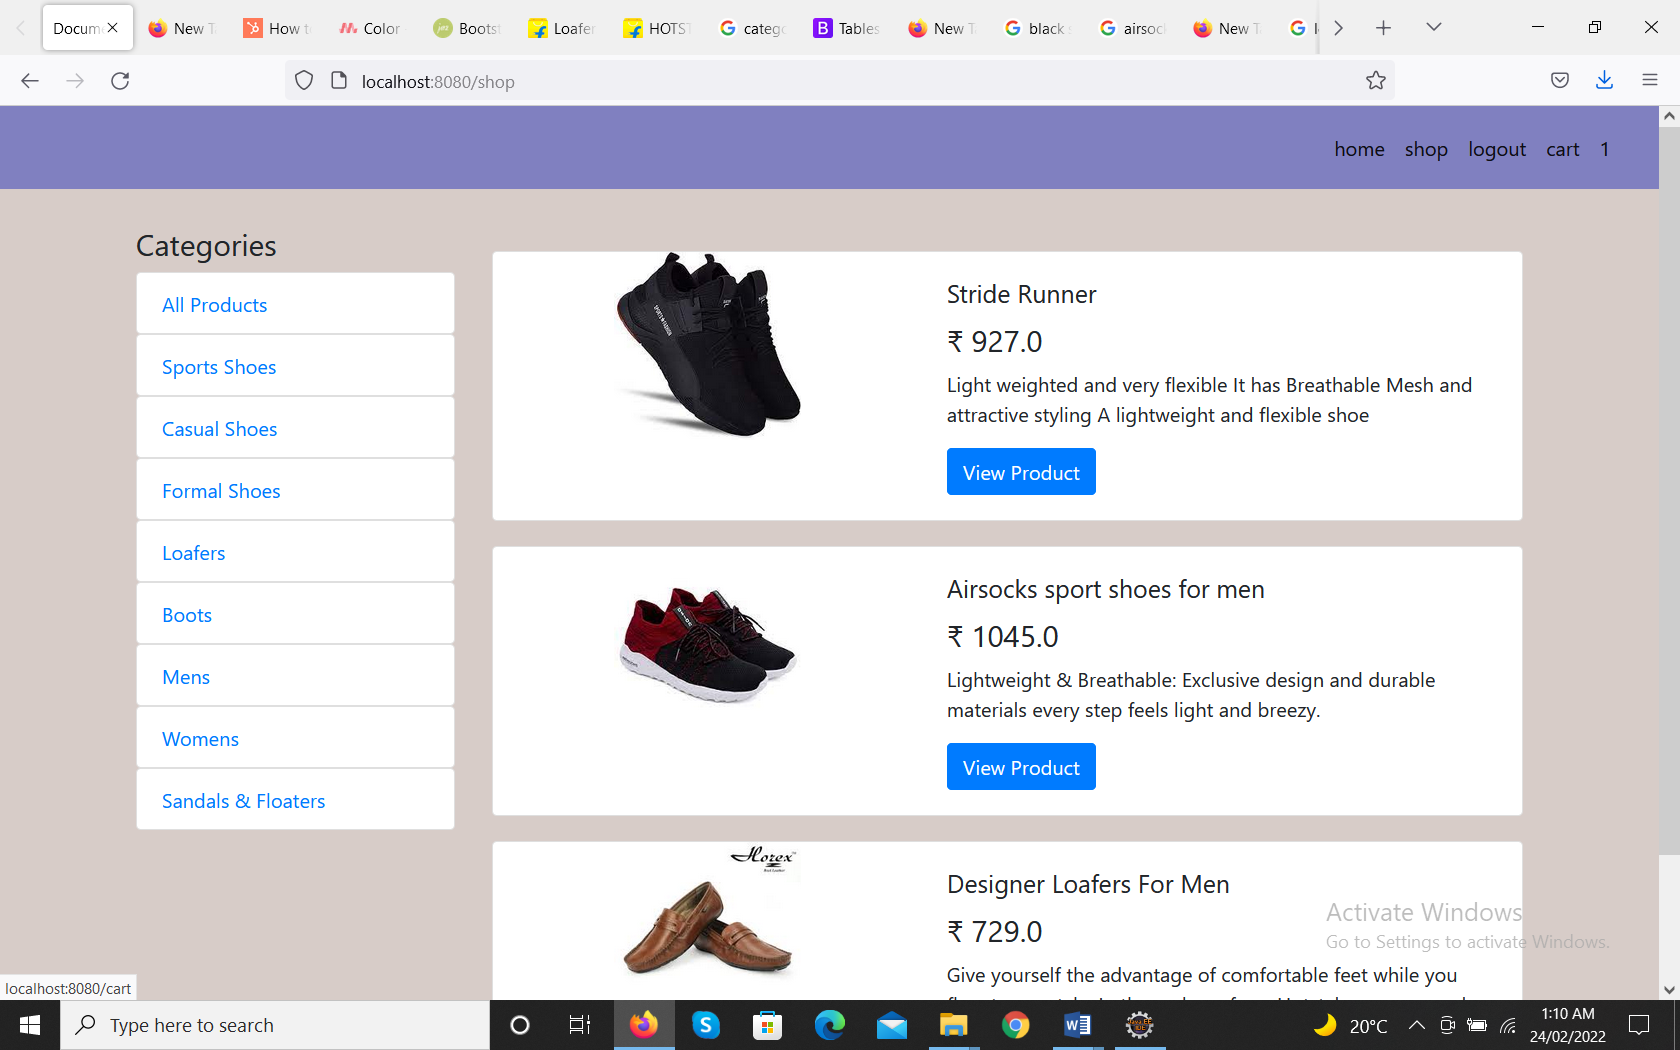 Docum
New T
How t
Color
Bootst
Loafer
HOTST
catego
Tables
New T
black s
airsock
New T
localhost:8080/shop
home shop logout cart 1
Categories
All Products
Sports Shoes
Casual Shoes
Formal Shoes
Loafers
Boots
Mens
Womens
Sandals & Floaters
Stride Runner
₹ 927.0
Light weighted and very flexible It has Breathable Mesh and
attractive styling A lightweight and flexible shoe
View Product
Airsocks sport shoes for men
₹ 1045.0
Lightweight & Breathable: Exclusive design and durable
materials every step feels light and breezy.
View Product
Horex
Designer Loafers For Men
₹ 729.0
Give yourself the advantage of comfortable feet while you
Activate Windows
Go to Settings to activate Windows.
localhost:8080/cart
Type here to search
20°C
1:10 AM
24/02/2022